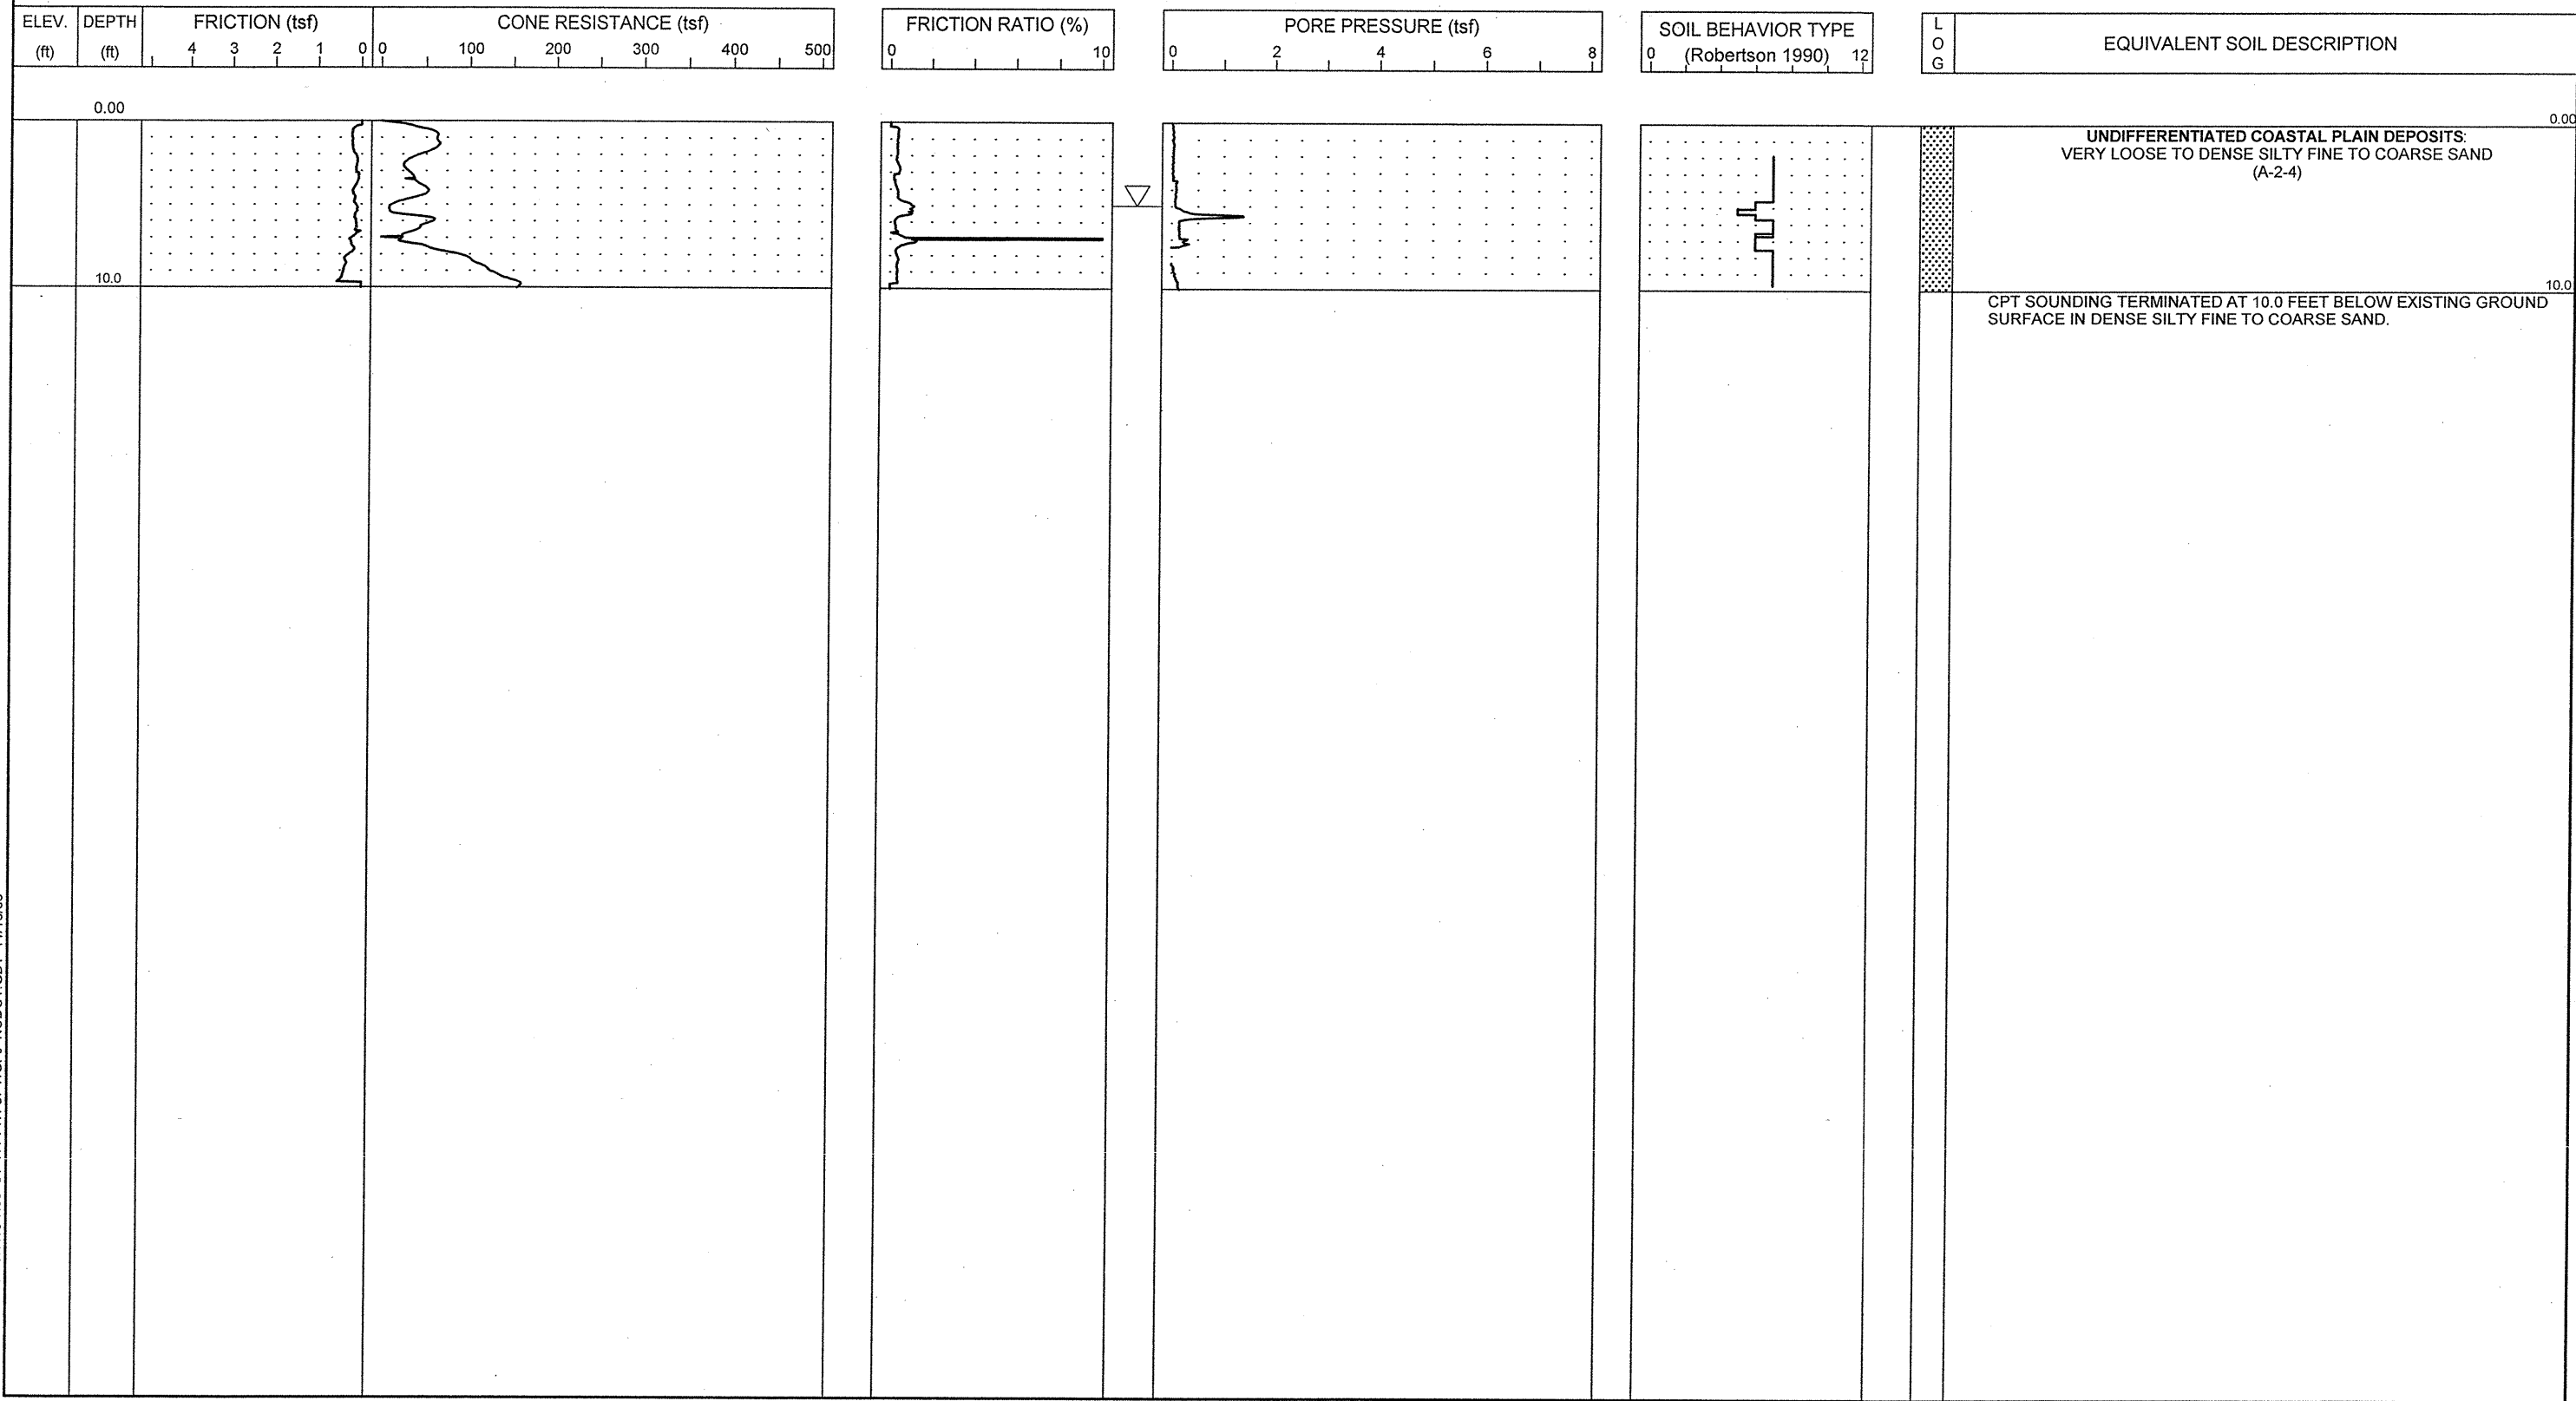 ELEV. (ft)
DEPTH (ft)
FRICTION (tsf)
4 3 2 1 0
CONE RESISTANCE (tsf)
0 100 200 300 400 500
FRICTION RATIO (%)
0 10
PORE PRESSURE (tsf)
0 2 4 6 8
SOIL BEHAVIOR TYPE
(Robertson 1990)
0 12
LOG
EQUIVALENT SOIL DESCRIPTION
0.00
0.00
UNDIFFERENTIATED COASTAL PLAIN DEPOSITS:
VERY LOOSE TO DENSE SILTY FINE TO COARSE SAND
(A-2-4)
10.0
10.0
CPT SOUNDING TERMINATED AT 10.0 FEET BELOW EXISTING GROUND
SURFACE IN DENSE SILTY FINE TO COARSE SAND.